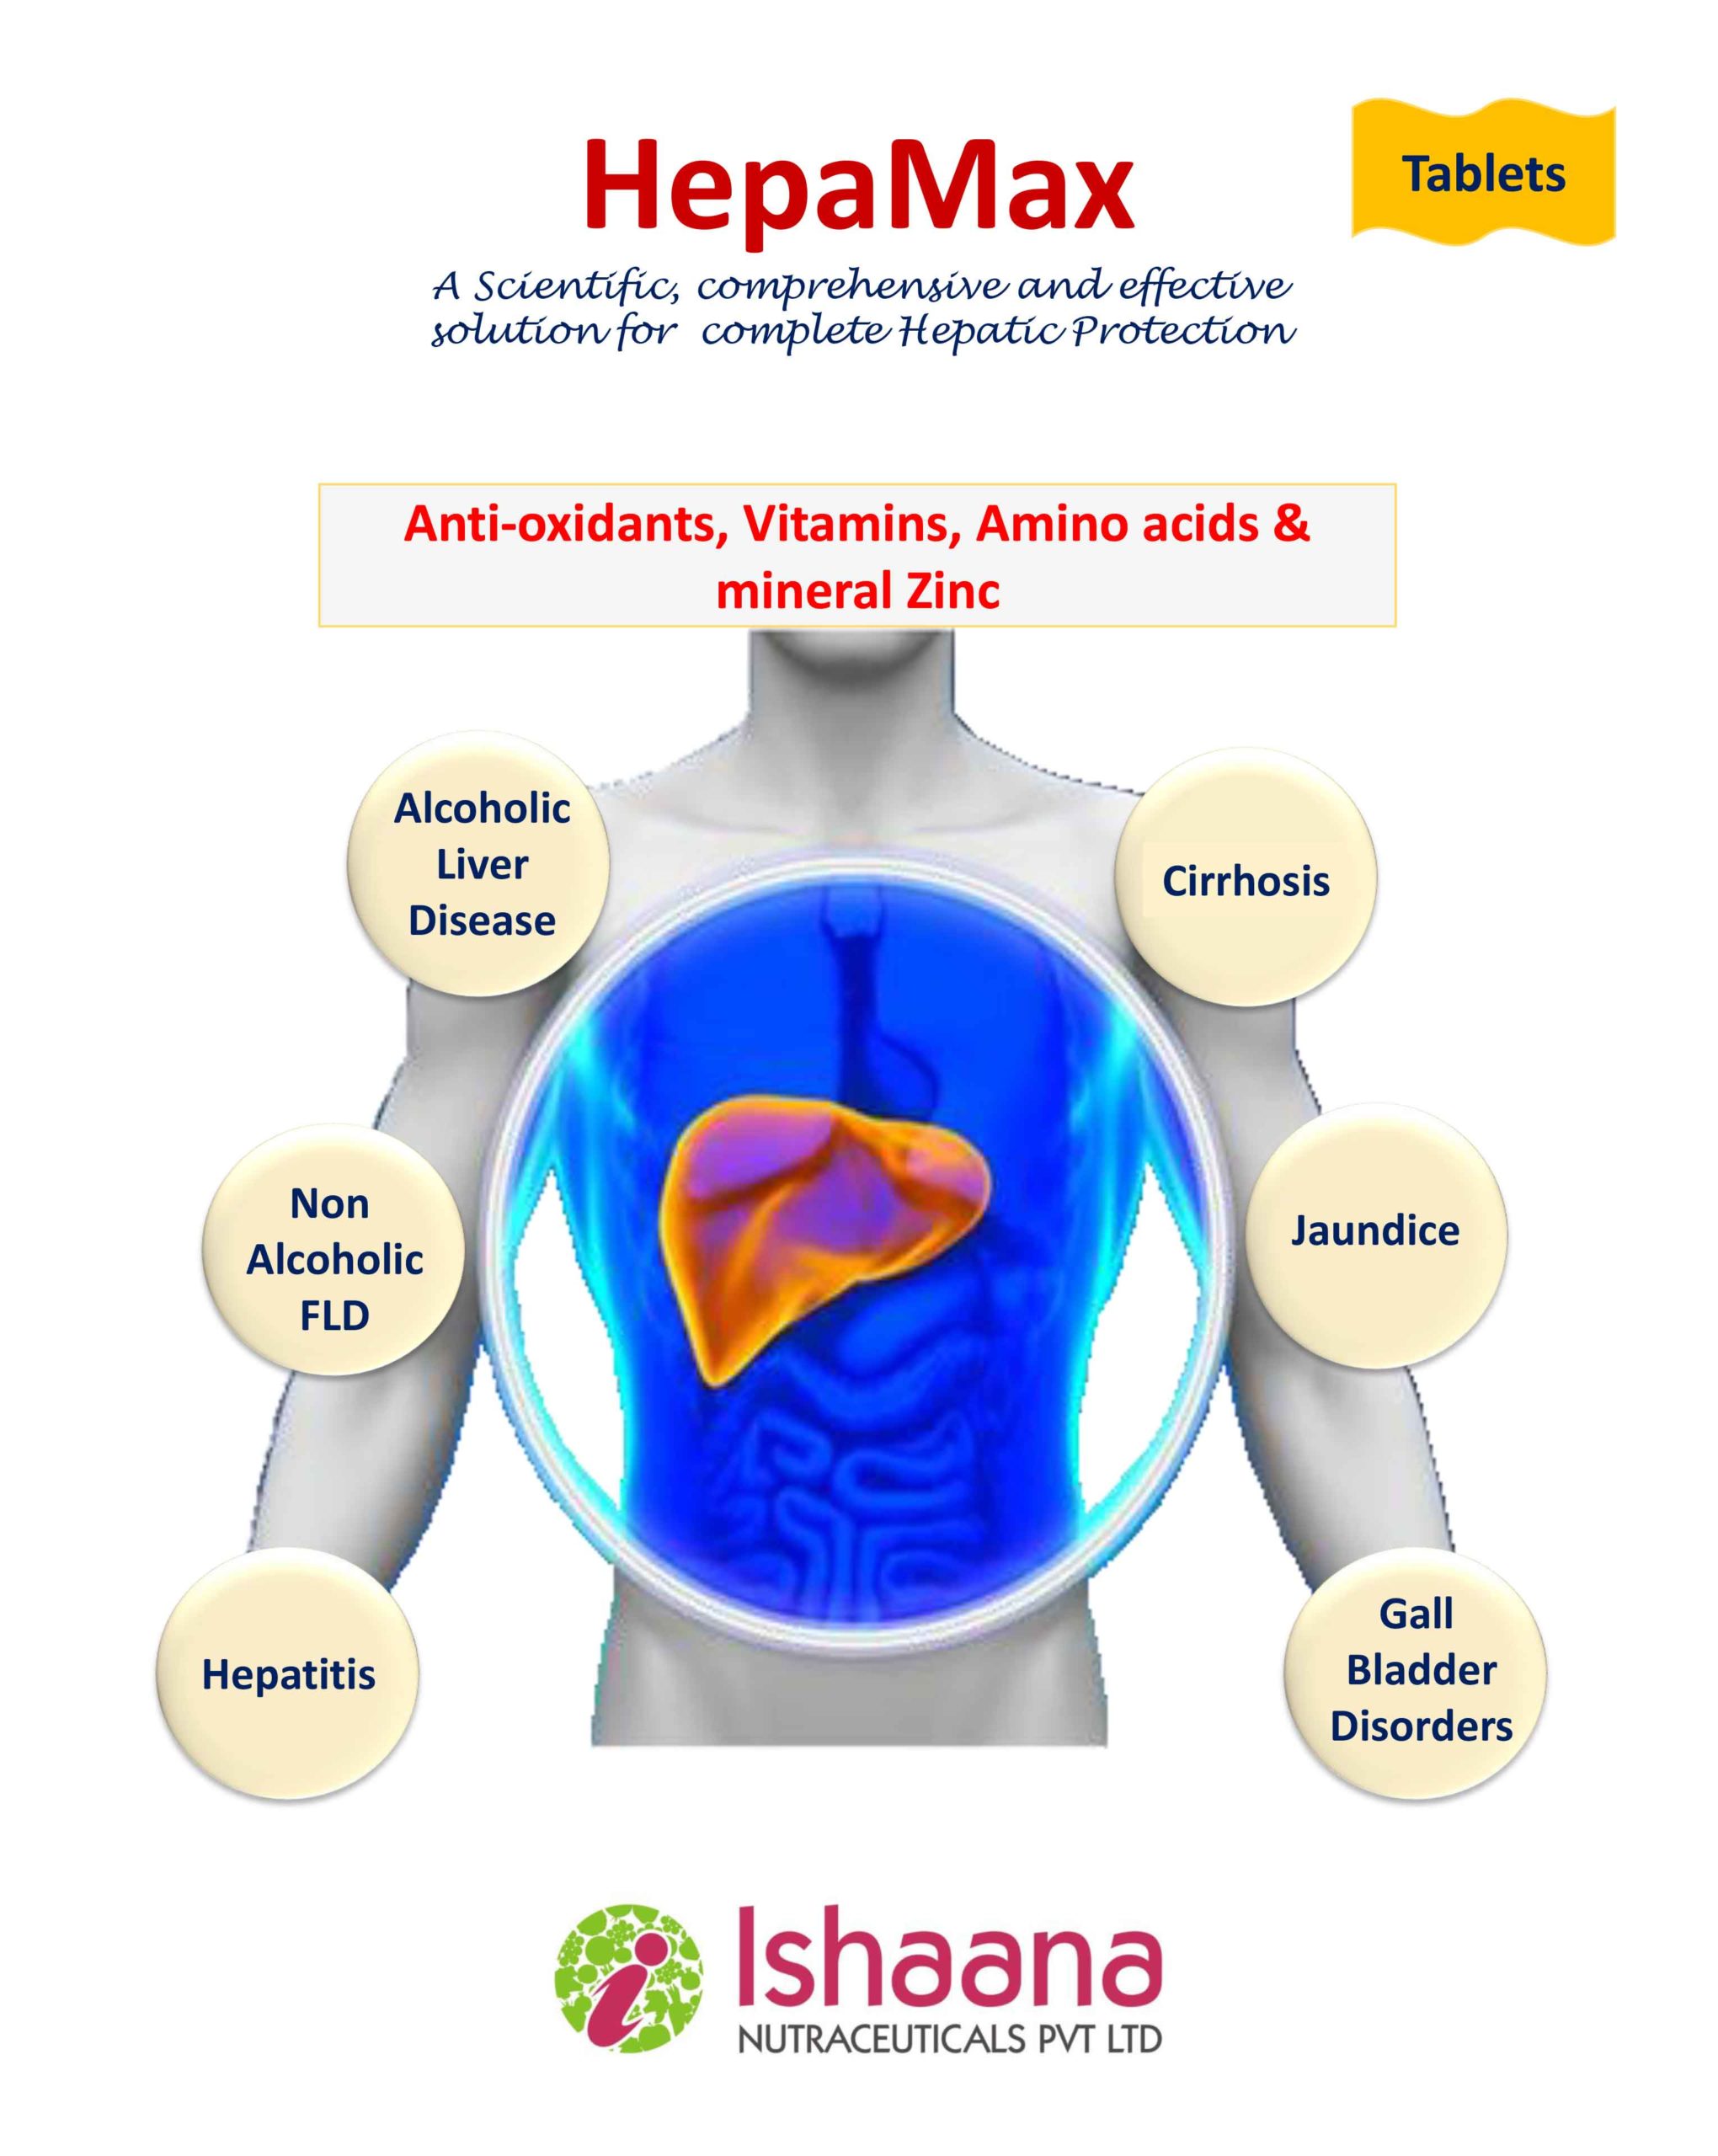 HepaMax
Tablets
A Scientific, comprehensive and effective
solution for complete Hepatic Protection
Anti-oxidants, Vitamins, Amino acids &
mineral Zinc
Alcoholic
Liver
Disease
Cirrhosis
Non
Alcoholic
FLD
Jaundice
Hepatitis
Gall
Bladder
Disorders
Ishaana
NUTRACEUTICALS PVT LTD